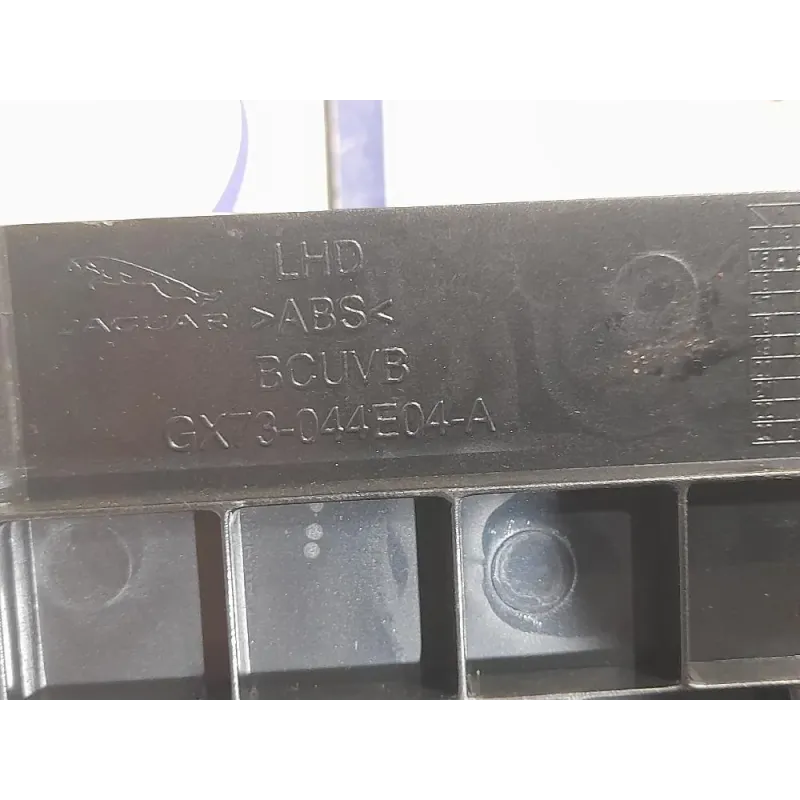 LHD
JAGUAR >ABS<
BCUVB
GX73-044E04-A